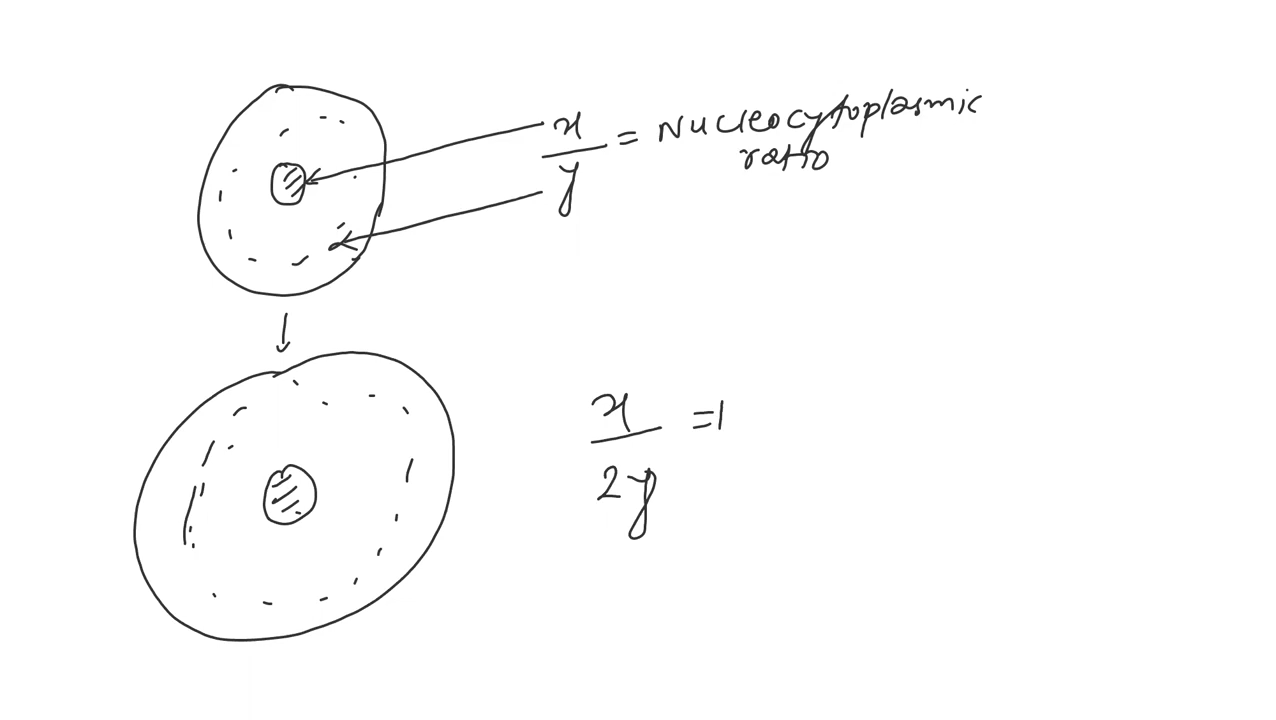 x/y = Nucleocytoplasmic
ratio
x/2y =1